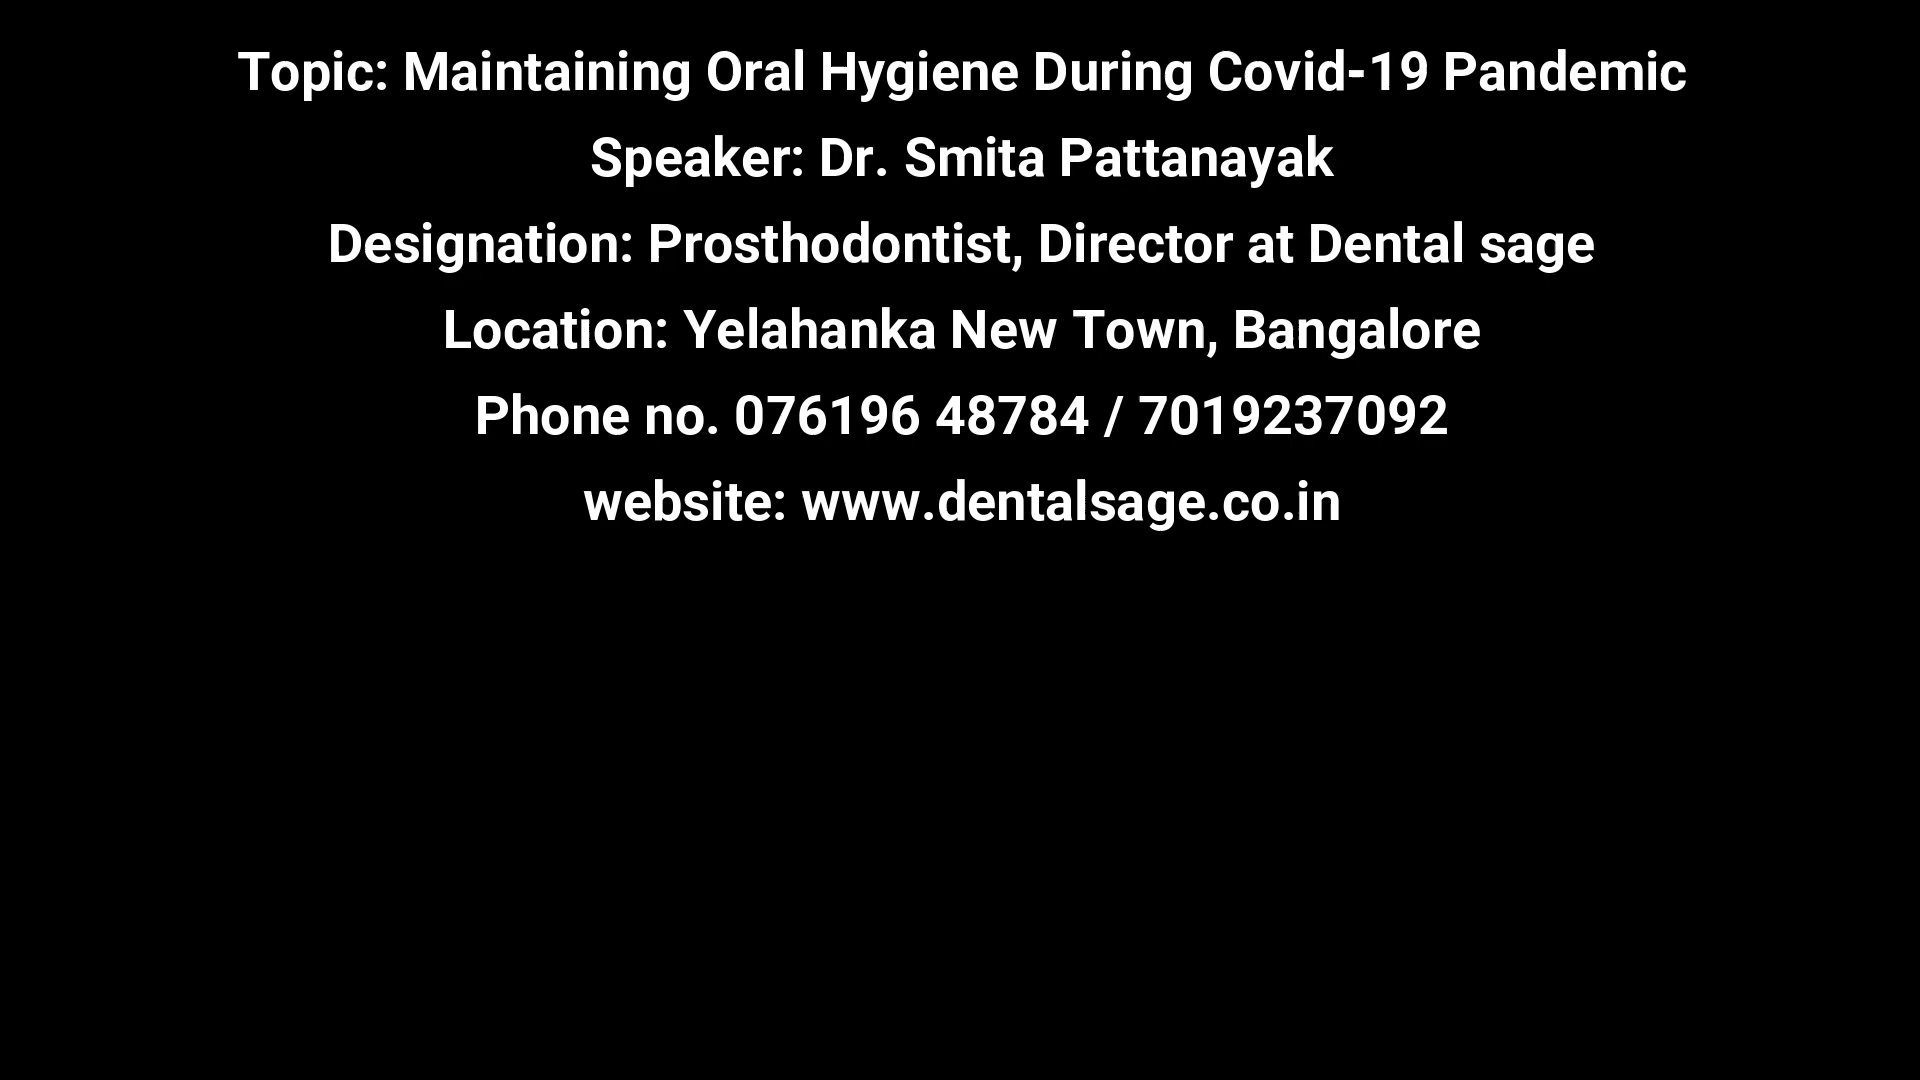 Topic: Maintaining Oral Hygiene During Covid-19 Pandemic
Speaker: Dr. Smita Pattanayak
Designation: Prosthodontist, Director at Dental sage
Location: Yelahanka New Town, Bangalore
Phone no. 076196 48784 / 7019237092
website: www.dentalsage.co.in